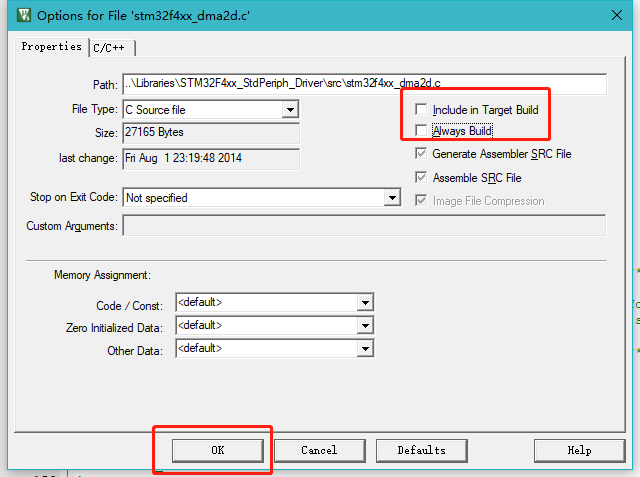 Options for File 'stm32f4xx_dma2d.c'
Properties C/C++
Path: ..\Libraries\STM32F4xx_StdPeriph_Driver\src\stm32f4xx_dma2d.c
File Type: C Source file
Include in Target Build
Size: 27165 Bytes
Always Build
last change: Fri Aug 1 23:19:48 2014
Generate Assembler SRC File
Assemble SRC File
Stop on Exit Code: Not specified
Image File Compression
Custom Arguments:
Memory Assignment:
Code / Const: <default>
Zero Initialized Data: <default>
Other Data: <default>
OK Cancel Defaults Help